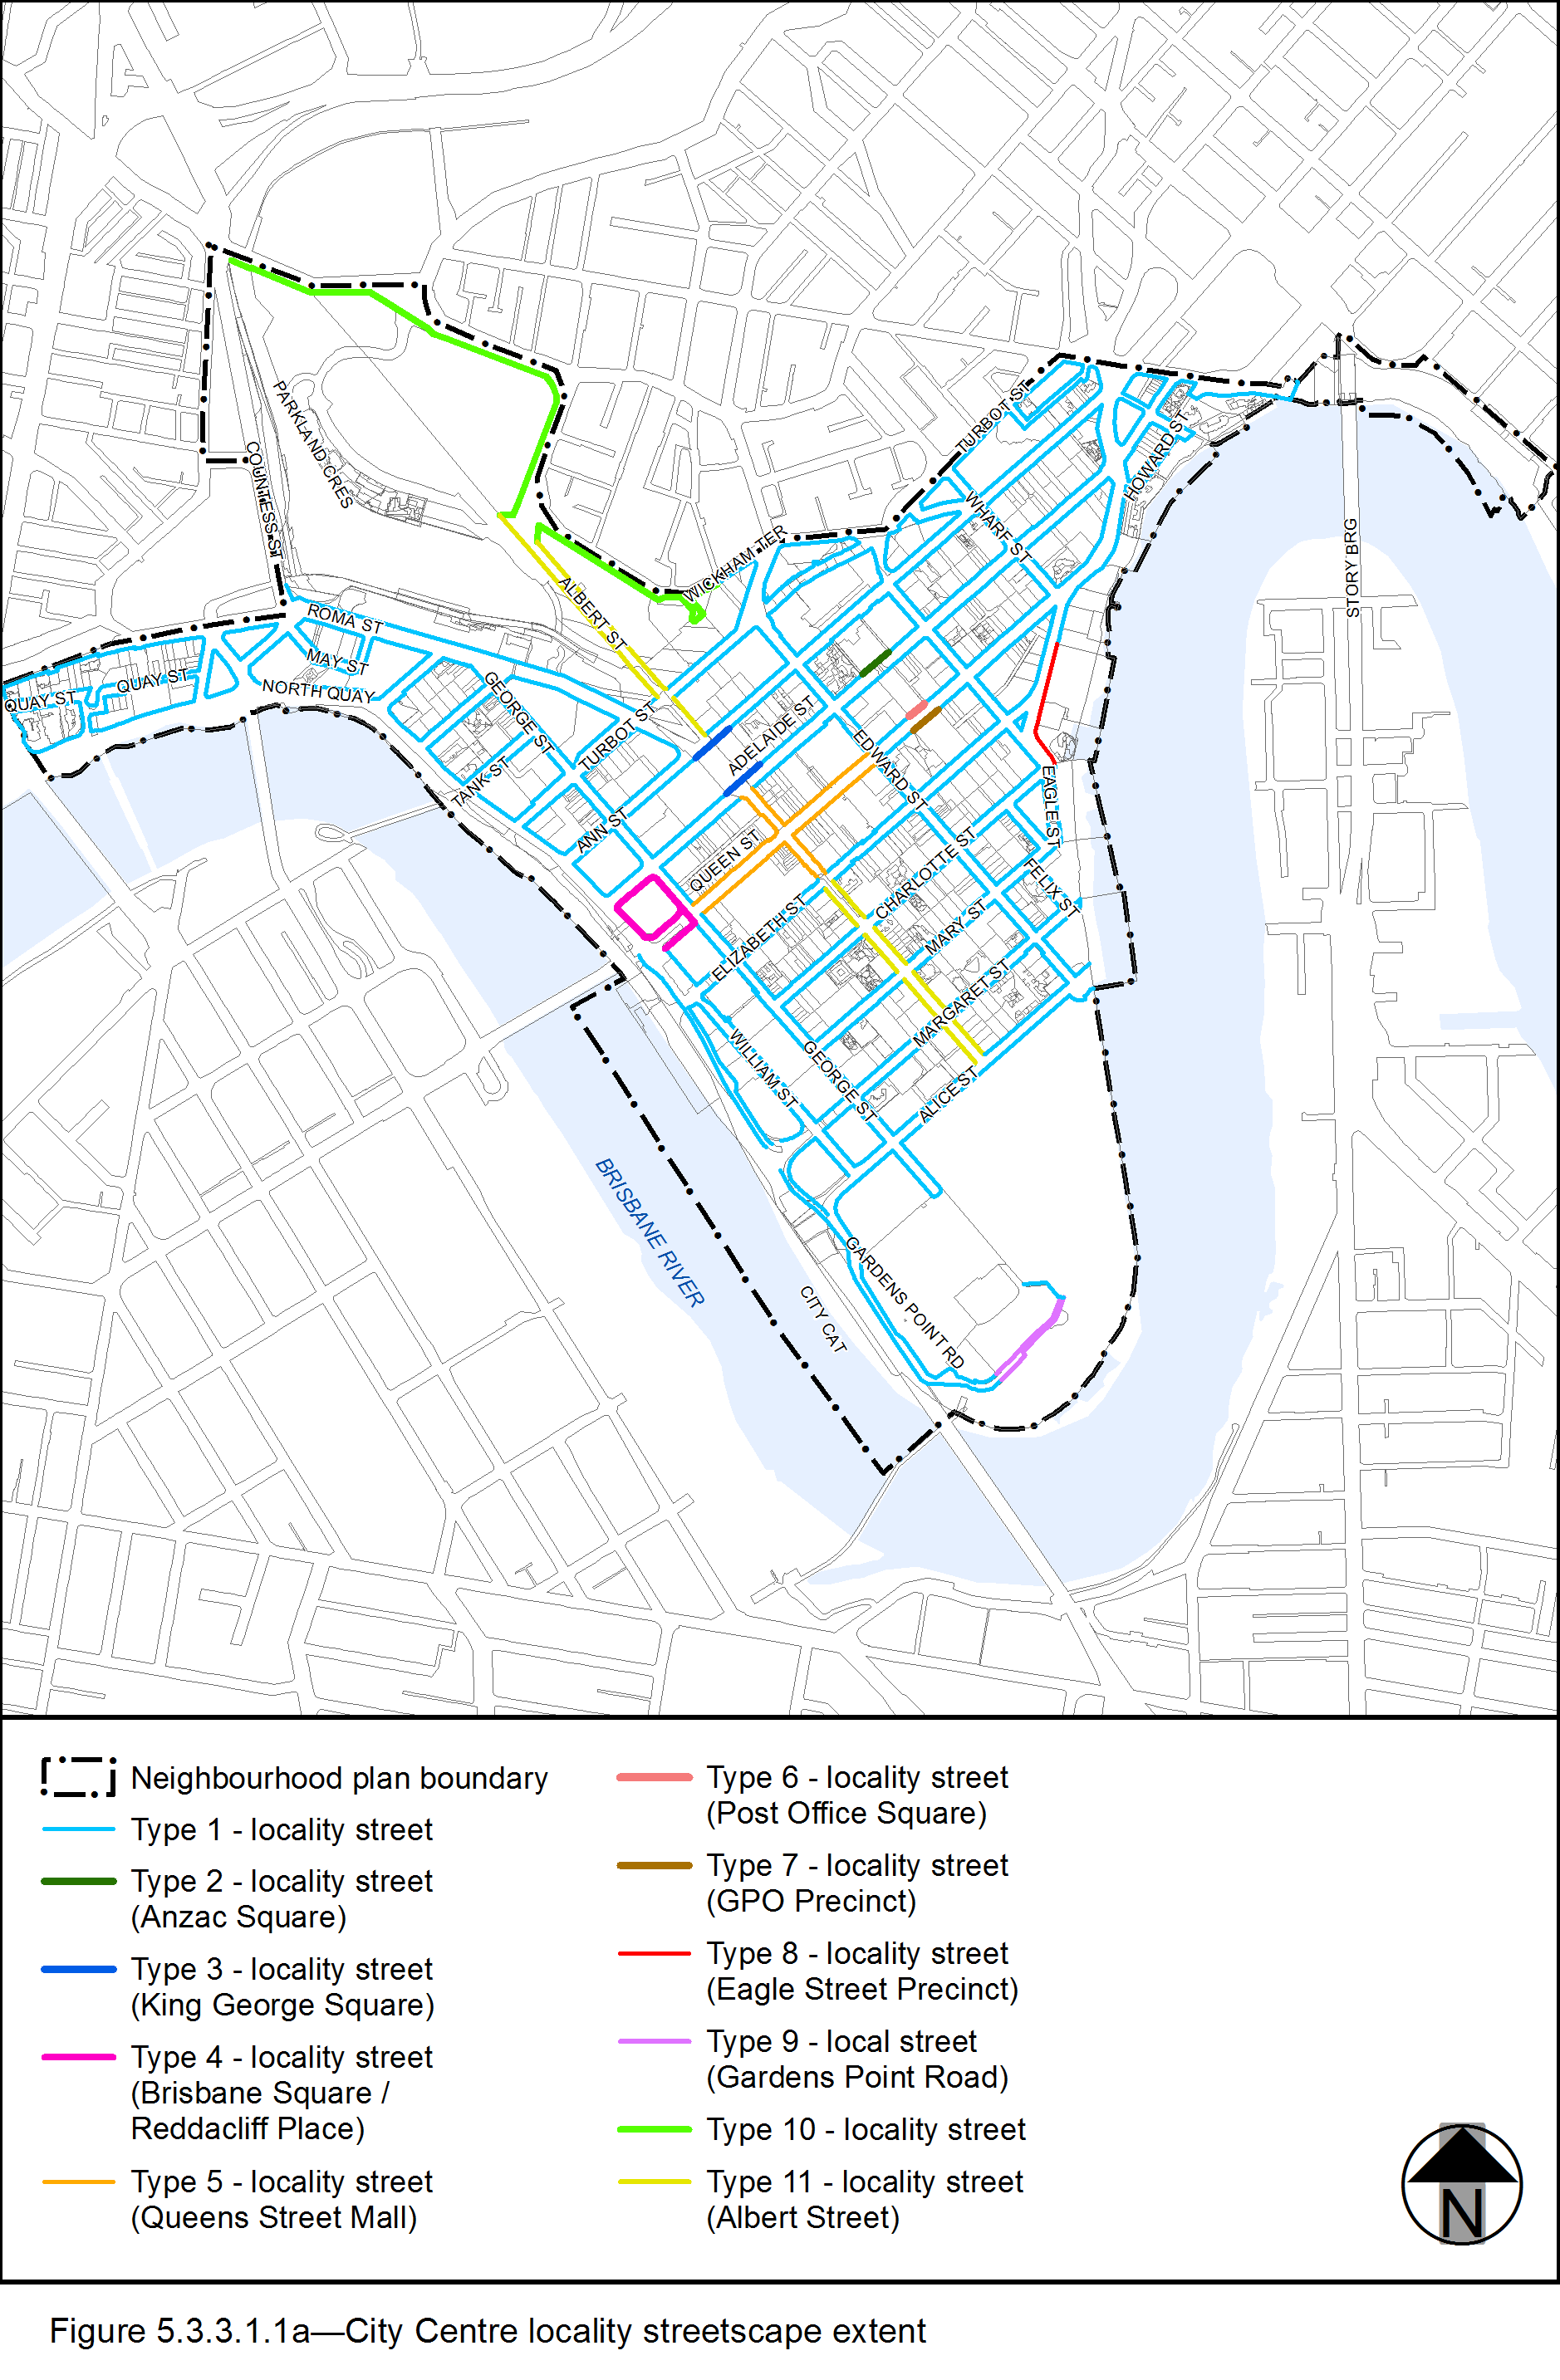 TURBOT ST
PARKLAND CRES
COUNTESS ST
HOWARD ST
WHARF ST
STORY BRG
WICKHAM TER
ALBERT ST
ROMA ST
MAY ST
QUAY ST
QUAY ST
NORTH QUAY
GEORGE ST
TURBOT ST
ADELAIDE ST
EDWARD ST
TANK ST
EAGLE ST
ANN ST
QUEEN ST
CHARLOTTE ST
FELIX ST
ELIZABETH ST
MARY ST
MARGARET ST
WILLIAM ST
GEORGE ST
ALICE ST
BRISBANE RIVER
GARDENS POINT RD
CITY CAT
Neighbourhood plan boundary
Type 1 - locality street
Type 2 - locality street
(Anzac Square)
Type 3 - locality street
(King George Square)
Type 4 - locality street
(Brisbane Square /
Reddacliff Place)
Type 5 - locality street
(Queens Street Mall)
Type 6 - locality street
(Post Office Square)
Type 7 - locality street
(GPO Precinct)
Type 8 - locality street
(Eagle Street Precinct)
Type 9 - local street
(Gardens Point Road)
Type 10 - locality street
Type 11 - locality street
(Albert Street)
N
Figure 5.3.3.1.1a—City Centre locality streetscape extent